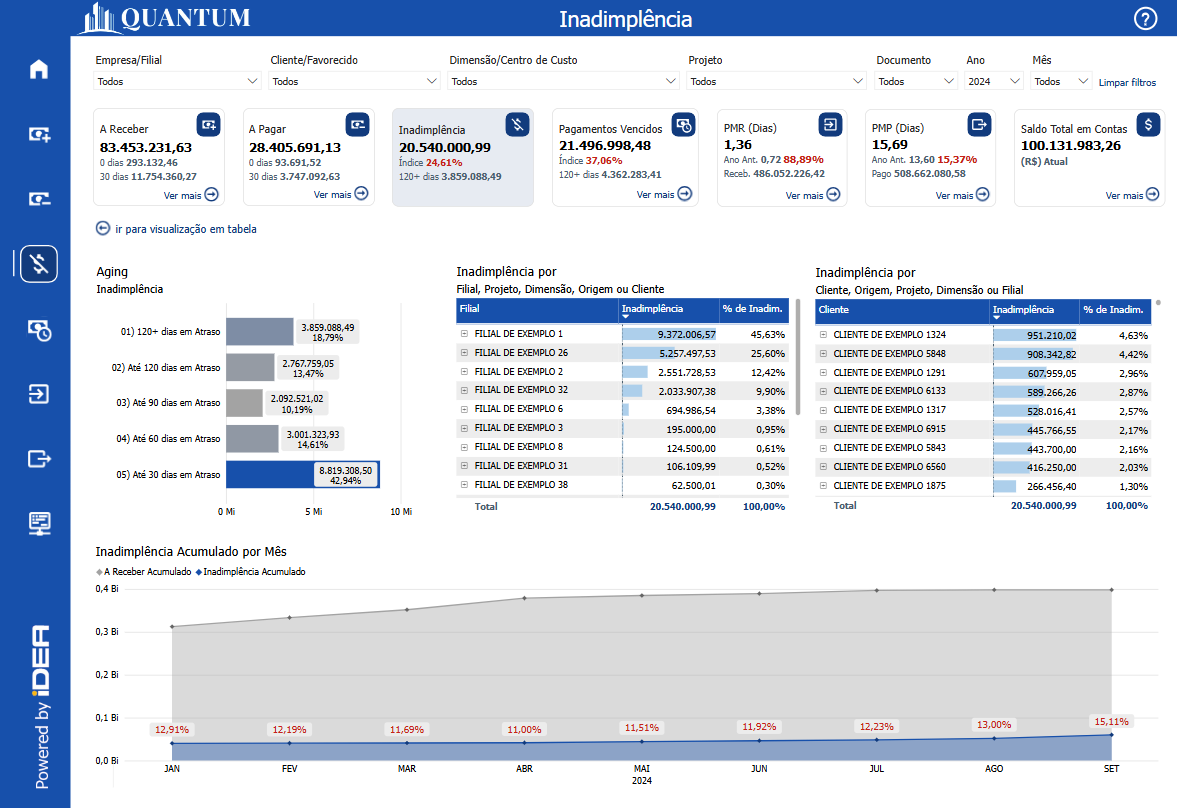 QUANTUM
Inadimplência
?
Empresa/Filial
Todos
Cliente/Favorecido
Todos
Dimensão/Centro de Custo
Todos
Projeto
Todos
Documento
Todos
Ano
2024
Mês
Todos
Limpar filtros
A Receber
83.453.231,63
0 dias 293.132,46
30 dias 11.754.360,27
Ver mais
A Pagar
28.405.691,13
0 dias 93.691,52
30 dias 3.747.092,63
Ver mais
Inadimplência
20.540.000,99
Índice 24,61%
120+ dias 3.859.088,49
Pagamentos Vencidos
21.496.998,48
Índice 37,06%
120+ dias 4.362.283,41
Ver mais
PMR (Dias)
1,36
Ano Ant. 0,72 88,89%
Receb. 486.052.226,42
Ver mais
PMP (Dias)
15,69
Ano Ant. 13,60 15,37%
Pago 508.662.080,58
Ver mais
Saldo Total em Contas
100.131.983,26
(R$) Atual
Ver mais
ir para visualização em tabela
Aging
Inadimplência
01) 120+ dias em Atraso
3.859.088,49
18,79%
02) Até 120 dias em Atraso
2.767.759,05
13,47%
03) Até 90 dias em Atraso
2.092.521,02
10,19%
04) Até 60 dias em Atraso
3.001.323,93
14,61%
05) Até 30 dias em Atraso
8.819.308,50
42,94%
0 Mi 5 Mi 10 Mi
Inadimplência por
Filial, Projeto, Dimensão, Origem ou Cliente
Filial Inadimplência % de Inadim.
FILIAL DE EXEMPLO 1 9.372.006,57 45,63%
FILIAL DE EXEMPLO 26 5.257.497,53 25,60%
FILIAL DE EXEMPLO 2 2.551.728,53 12,42%
FILIAL DE EXEMPLO 32 2.033.907,38 9,90%
FILIAL DE EXEMPLO 6 694.986,54 3,38%
FILIAL DE EXEMPLO 3 195.000,00 0,95%
FILIAL DE EXEMPLO 8 124.500,00 0,61%
FILIAL DE EXEMPLO 31 106.109,99 0,52%
FILIAL DE EXEMPLO 38 62.500,01 0,30%
Total 20.540.000,99 100,00%
Inadimplência por
Cliente, Origem, Projeto, Dimensão ou Filial
Cliente Inadimplência % de Inadim.
CLIENTE DE EXEMPLO 1324 951.210,02 4,63%
CLIENTE DE EXEMPLO 5848 908.342,82 4,42%
CLIENTE DE EXEMPLO 1291 607.959,05 2,96%
CLIENTE DE EXEMPLO 6133 589.266,26 2,87%
CLIENTE DE EXEMPLO 1317 528.016,41 2,57%
CLIENTE DE EXEMPLO 6915 445.766,55 2,17%
CLIENTE DE EXEMPLO 5843 443.700,00 2,16%
CLIENTE DE EXEMPLO 6560 416.250,00 2,03%
CLIENTE DE EXEMPLO 1875 266.456,40 1,30%
Total 20.540.000,99 100,00%
Inadimplência Acumulado por Mês
A Receber Acumulado Inadimplência Acumulado
0,4 Bi
0,3 Bi
0,2 Bi
0,1 Bi
0,0 Bi
12,91% 12,19% 11,69% 11,00% 11,51% 11,92% 12,23% 13,00% 15,11%
JAN FEV MAR ABR MAI JUN JUL AGO SET
2024
Powered by iDEA